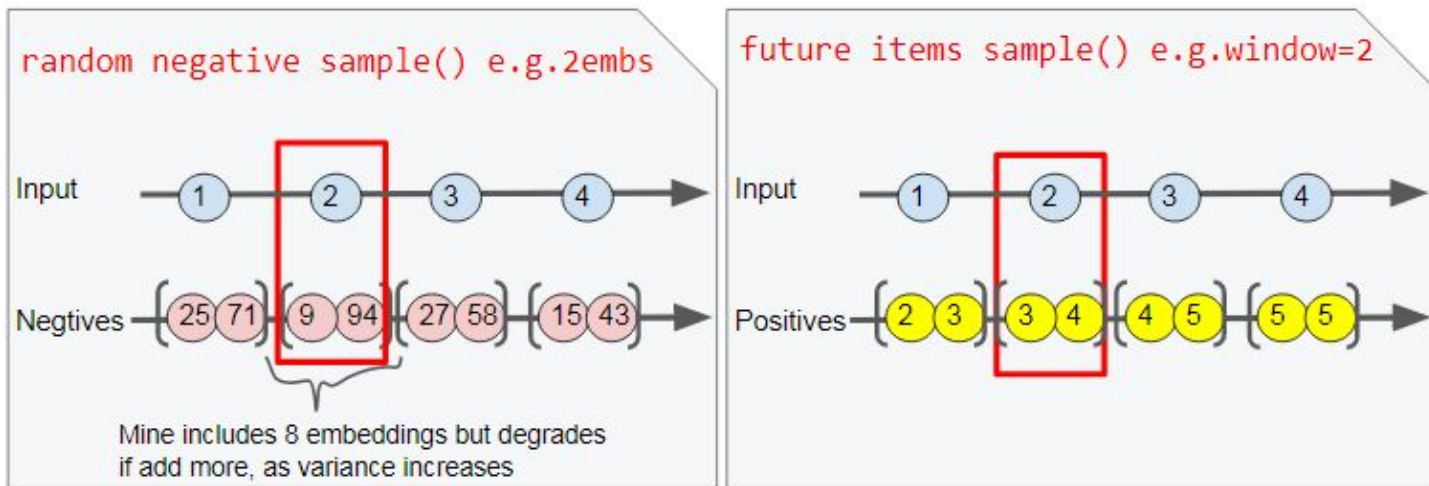 random negative sample() e.g.2embs
Input
1 2 3 4
Negtives
25 71 9 94 27 58 15 43
Mine includes 8 embeddings but degrades
if add more, as variance increases
future items sample() e.g.window=2
Input
1 2 3 4
Positives
2 3 3 4 4 5 5 5